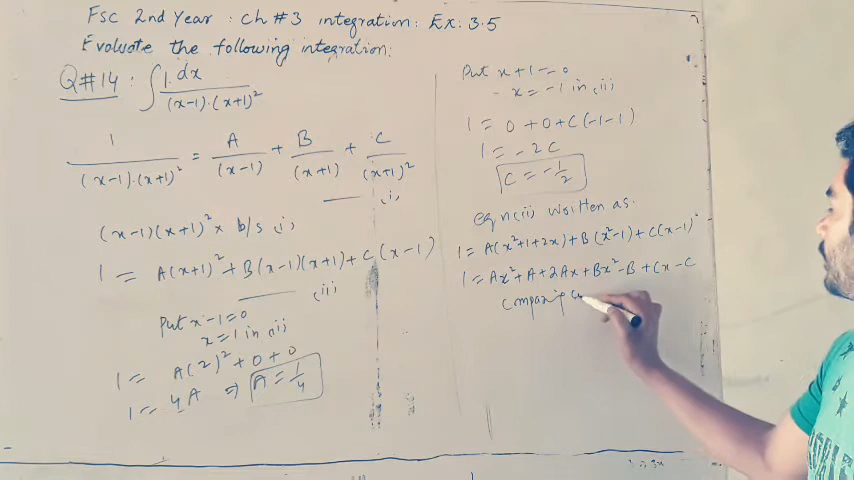 Fsc 2nd Year : Ch # 3 integration: Ex: 3.5
Evaluate the following integration:
Q#14 : ∫ 1.dx / (x-1).(x+1)²
1 / (x-1).(x+1)² = A / (x-1) + B / (x+1) + C / (x+1)²
(i)
(x-1)(x+1)² x b/s (i)
1 = A(x+1)² + B(x-1)(x+1) + C(x-1)
(ii)
Put x-1=0
x=1 in (ii)
1 = A(2)² + 0 + 0
1 = 4A ⇒ A = 1/4
Put x+1=0
x = -1 in (ii)
1 = 0+0+C(-1-1)
1 = -2C
C = -1/2
eqn(ii) written as.
1 = A(x²+1+2x)+B(x²-1)+C(x-1)
1 = Ax²+A+2Ax+Bx²-B+Cx-C